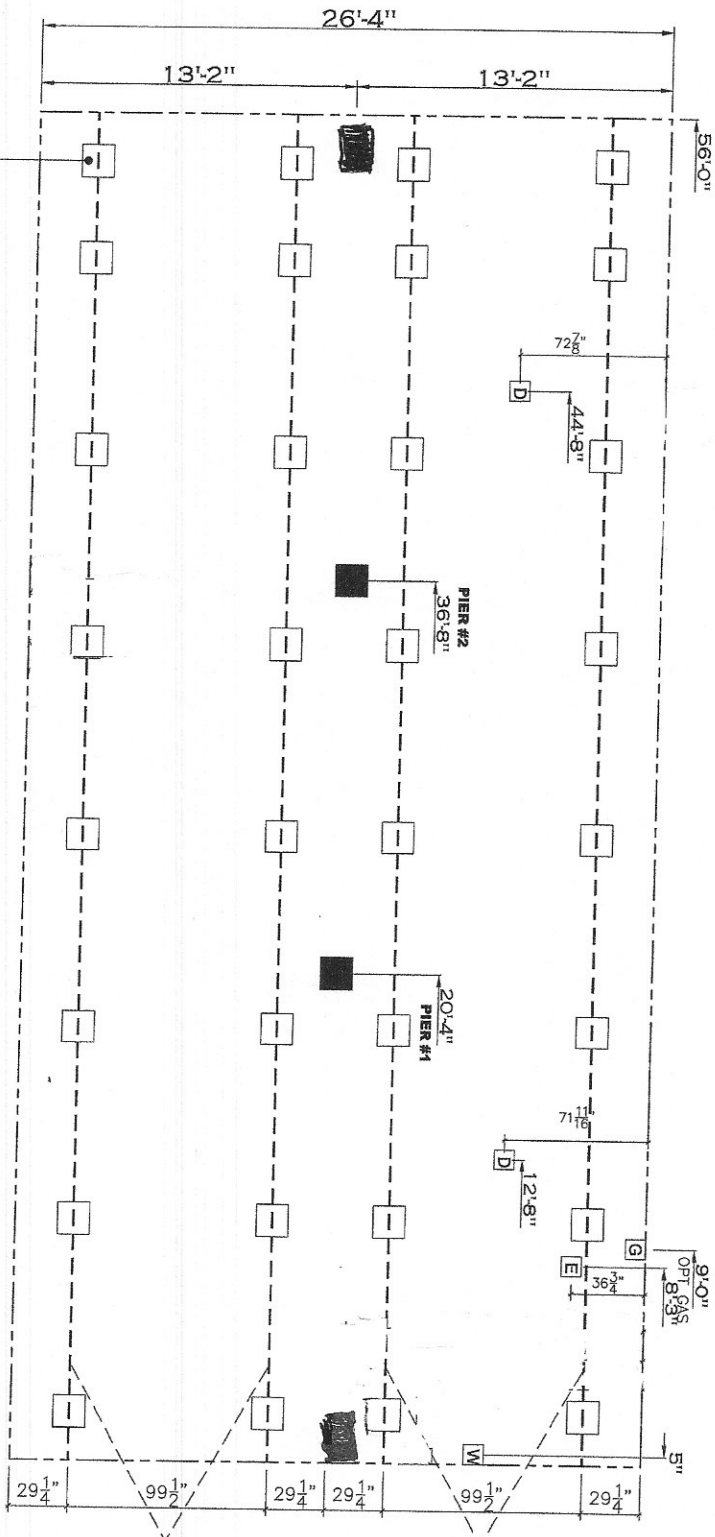 26'-4"
13'-2"
13'-2"
56'-0"
72 7/8"
D
44'-8"
PIER #2
36'-8"
20'-4"
PIER #1
71 11/16"
D
12'-8"
G
9'-0"
OPT. GAS
E
8'-3"
36 3/4"
W
5"
29 1/4"
99 1/2"
29 1/4"
29 1/4"
99 1/2"
29 1/4"